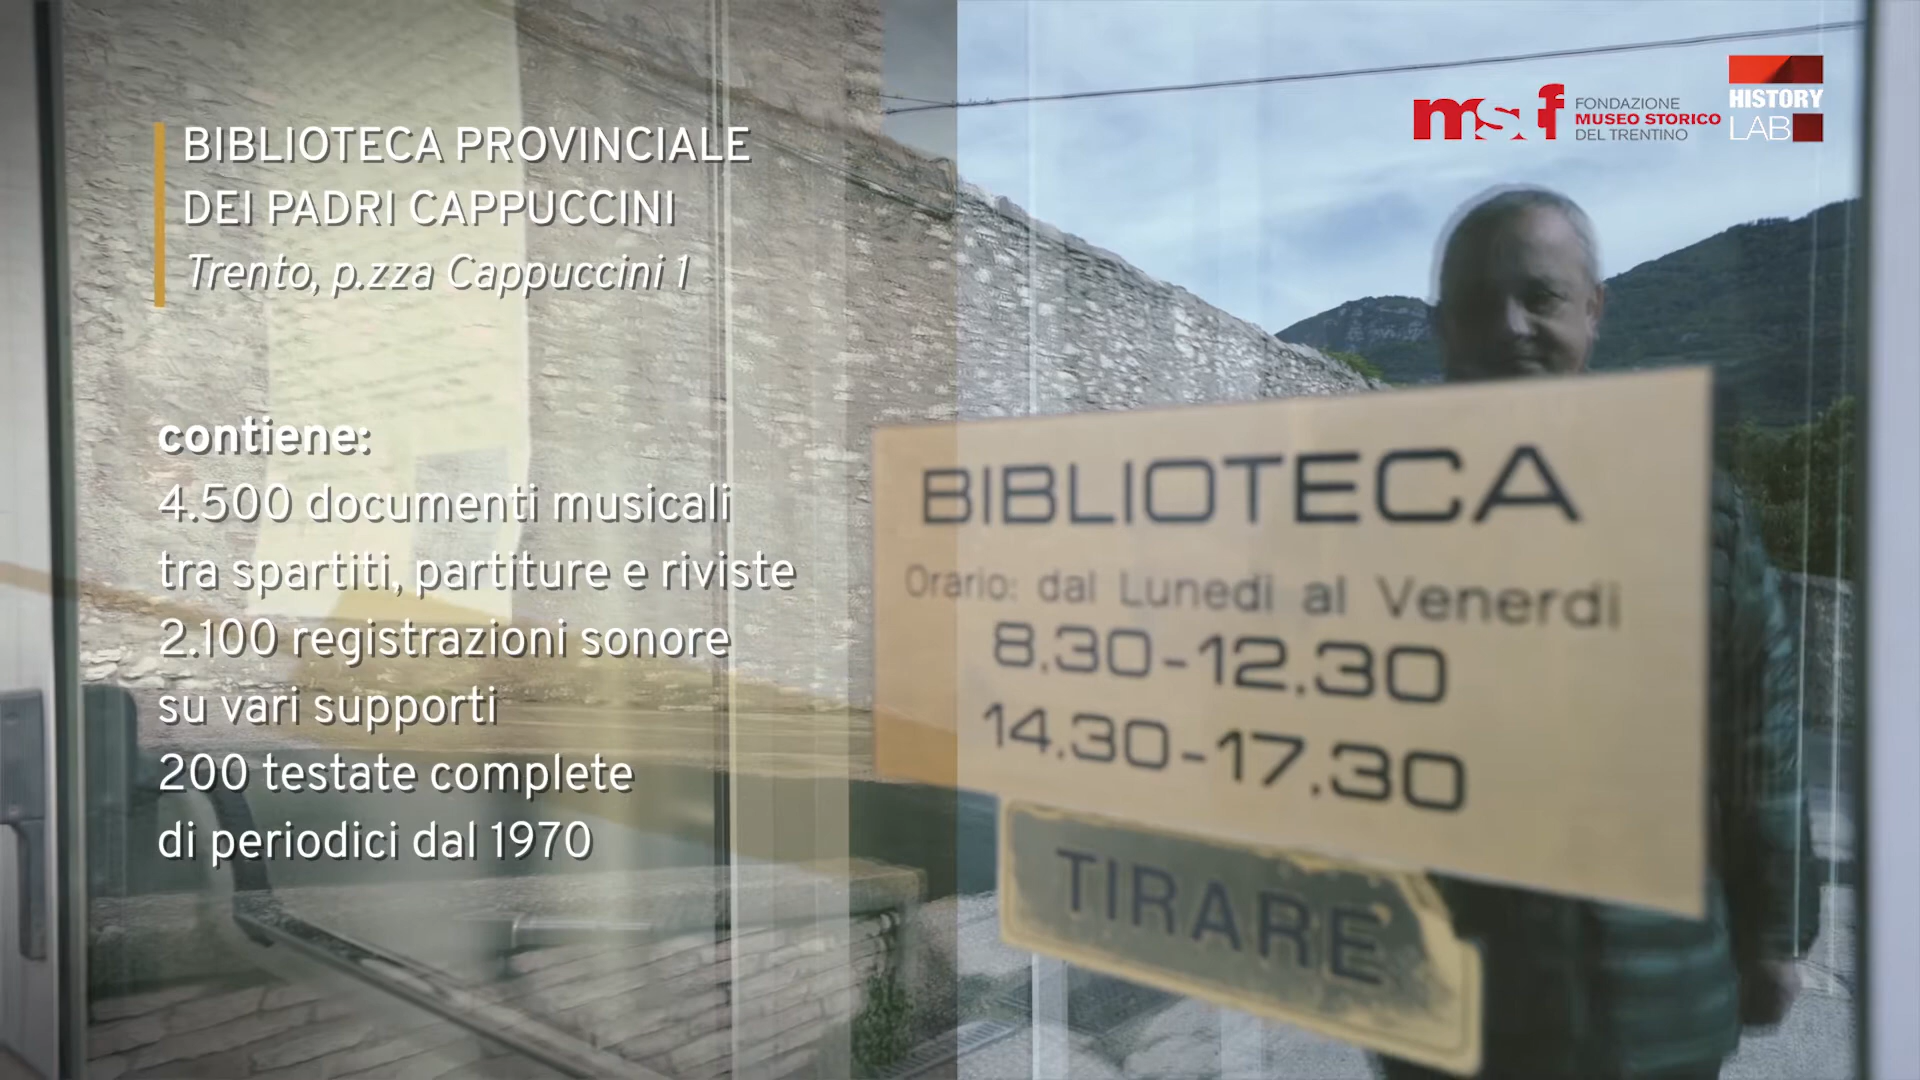 BIBLIOTECA PROVINCIALE
DEI PADRI CAPPUCCINI
Trento, p.zza Cappuccini 1
contiene:
4.500 documenti musicali
tra spartiti, partiture e riviste
2.100 registrazioni sonore
su vari supporti
200 testate complete
di periodici dal 1970
msf FONDAZIONE
MUSEO STORICO
DEL TRENTINO
HISTORY
LAB
BIBLIOTECA
Orario: dal Lunedì al Venerdì
8.30-12.30
14.30-17.30
TIRARE